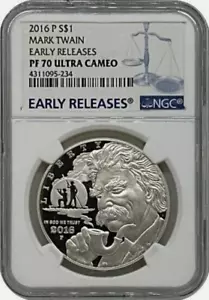 2016 P S$1
MARK TWAIN
EARLY RELEASES
PF 70 ULTRA CAMEO
4311095-234
EARLY RELEASES
NGC
LIBERTY
IN GOD WE TRUST
2016
P